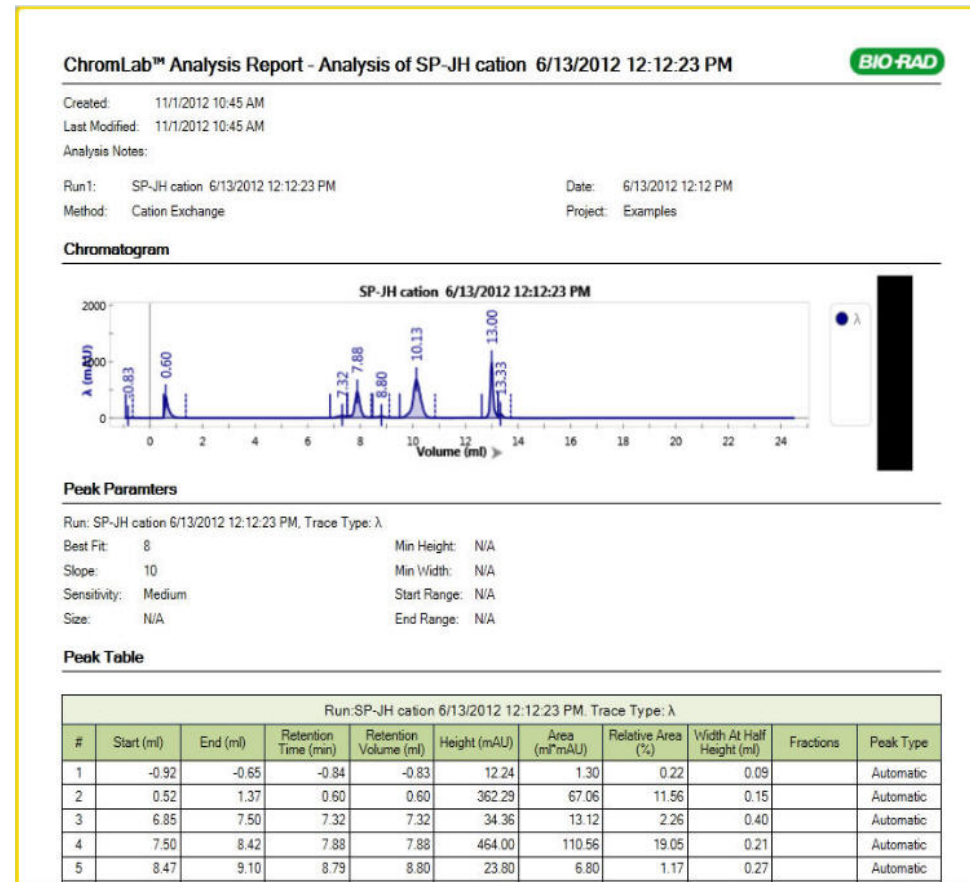 ChromLab™ Analysis Report - Analysis of SP-JH cation 6/13/2012 12:12:23 PM
BIO-RAD
Created: 11/1/2012 10:45 AM
Last Modified: 11/1/2012 10:45 AM
Analysis Notes:
Run1: SP-JH cation 6/13/2012 12:12:23 PM Date: 6/13/2012 12:12 PM
Method: Cation Exchange Project: Examples
Chromatogram
SP-JH cation 6/13/2012 12:12:23 PM
2000
1000
0
λ (mAU)
-0.83
0.60
7.32
7.88
8.80
10.13
13.00
13.33
λ
0 2 4 6 8 10 12 14 16 18 20 22 24
Volume (ml)
Peak Paramters
Run: SP-JH cation 6/13/2012 12:12:23 PM, Trace Type: λ
Best Fit: 8 Min Height: N/A
Slope: 10 Min Width: N/A
Sensitivity: Medium Start Range: N/A
Size: N/A End Range: N/A
Peak Table
Run:SP-JH cation 6/13/2012 12:12:23 PM. Trace Type: λ
# Start (ml) End (ml) Retention Time (min) Retention Volume (ml) Height (mAU) Area (ml*mAU) Relative Area (%) Width At Half Height (ml) Fractions Peak Type
1 -0.92 -0.65 -0.84 -0.83 12.24 1.30 0.22 0.09 Automatic
2 0.52 1.37 0.60 0.60 362.29 67.06 11.56 0.15 Automatic
3 6.85 7.50 7.32 7.32 34.36 13.12 2.26 0.40 Automatic
4 7.50 8.42 7.88 7.88 464.00 110.56 19.05 0.21 Automatic
5 8.47 9.10 8.79 8.80 23.80 6.80 1.17 0.27 Automatic